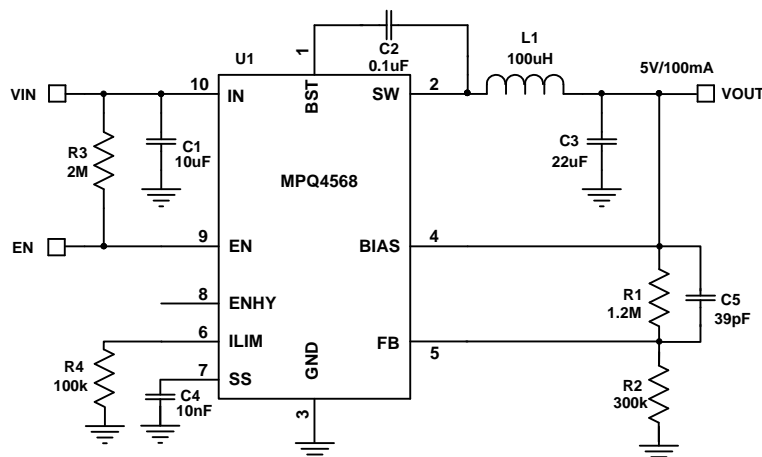 U1
1
C2
0.1uF
L1
100uH
5V/100mA
VIN
10
IN
BST
SW
2
VOUT
R3
2M
C1
10uF
C3
22uF
MPQ4568
EN
9
EN
BIAS
4
8
ENHY
R1
1.2M
C5
39pF
6
ILIM
FB
5
R4
100k
7
SS
GND
C4
10nF
3
R2
300k